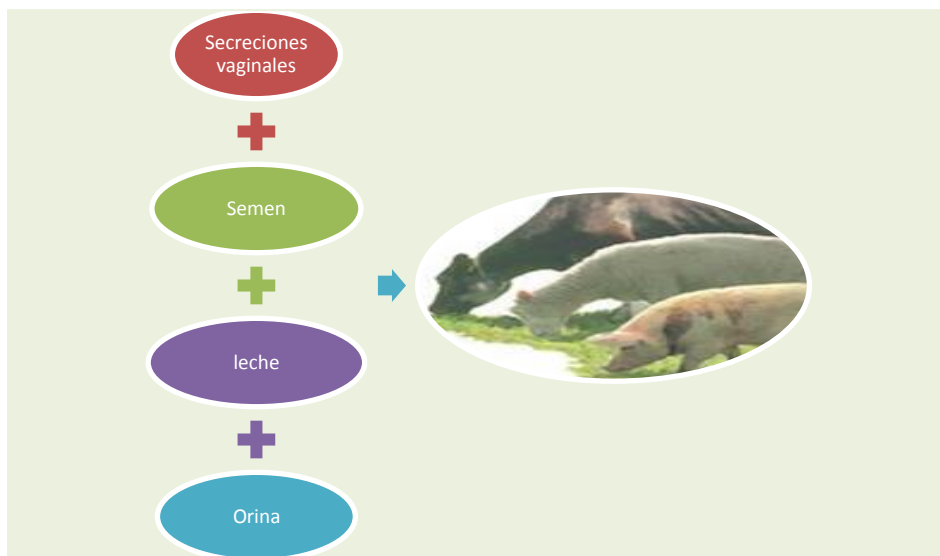 Secreciones
vaginales
Semen
leche
Orina